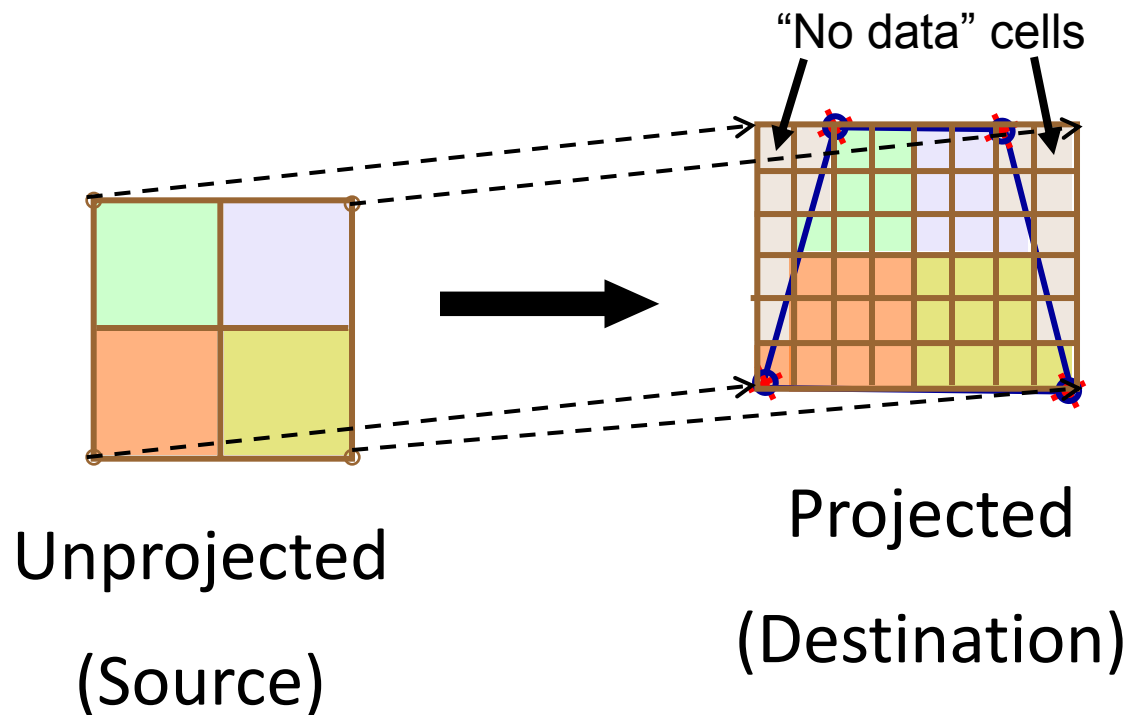 “No data” cells
Unprojected
(Source)
Projected
(Destination)